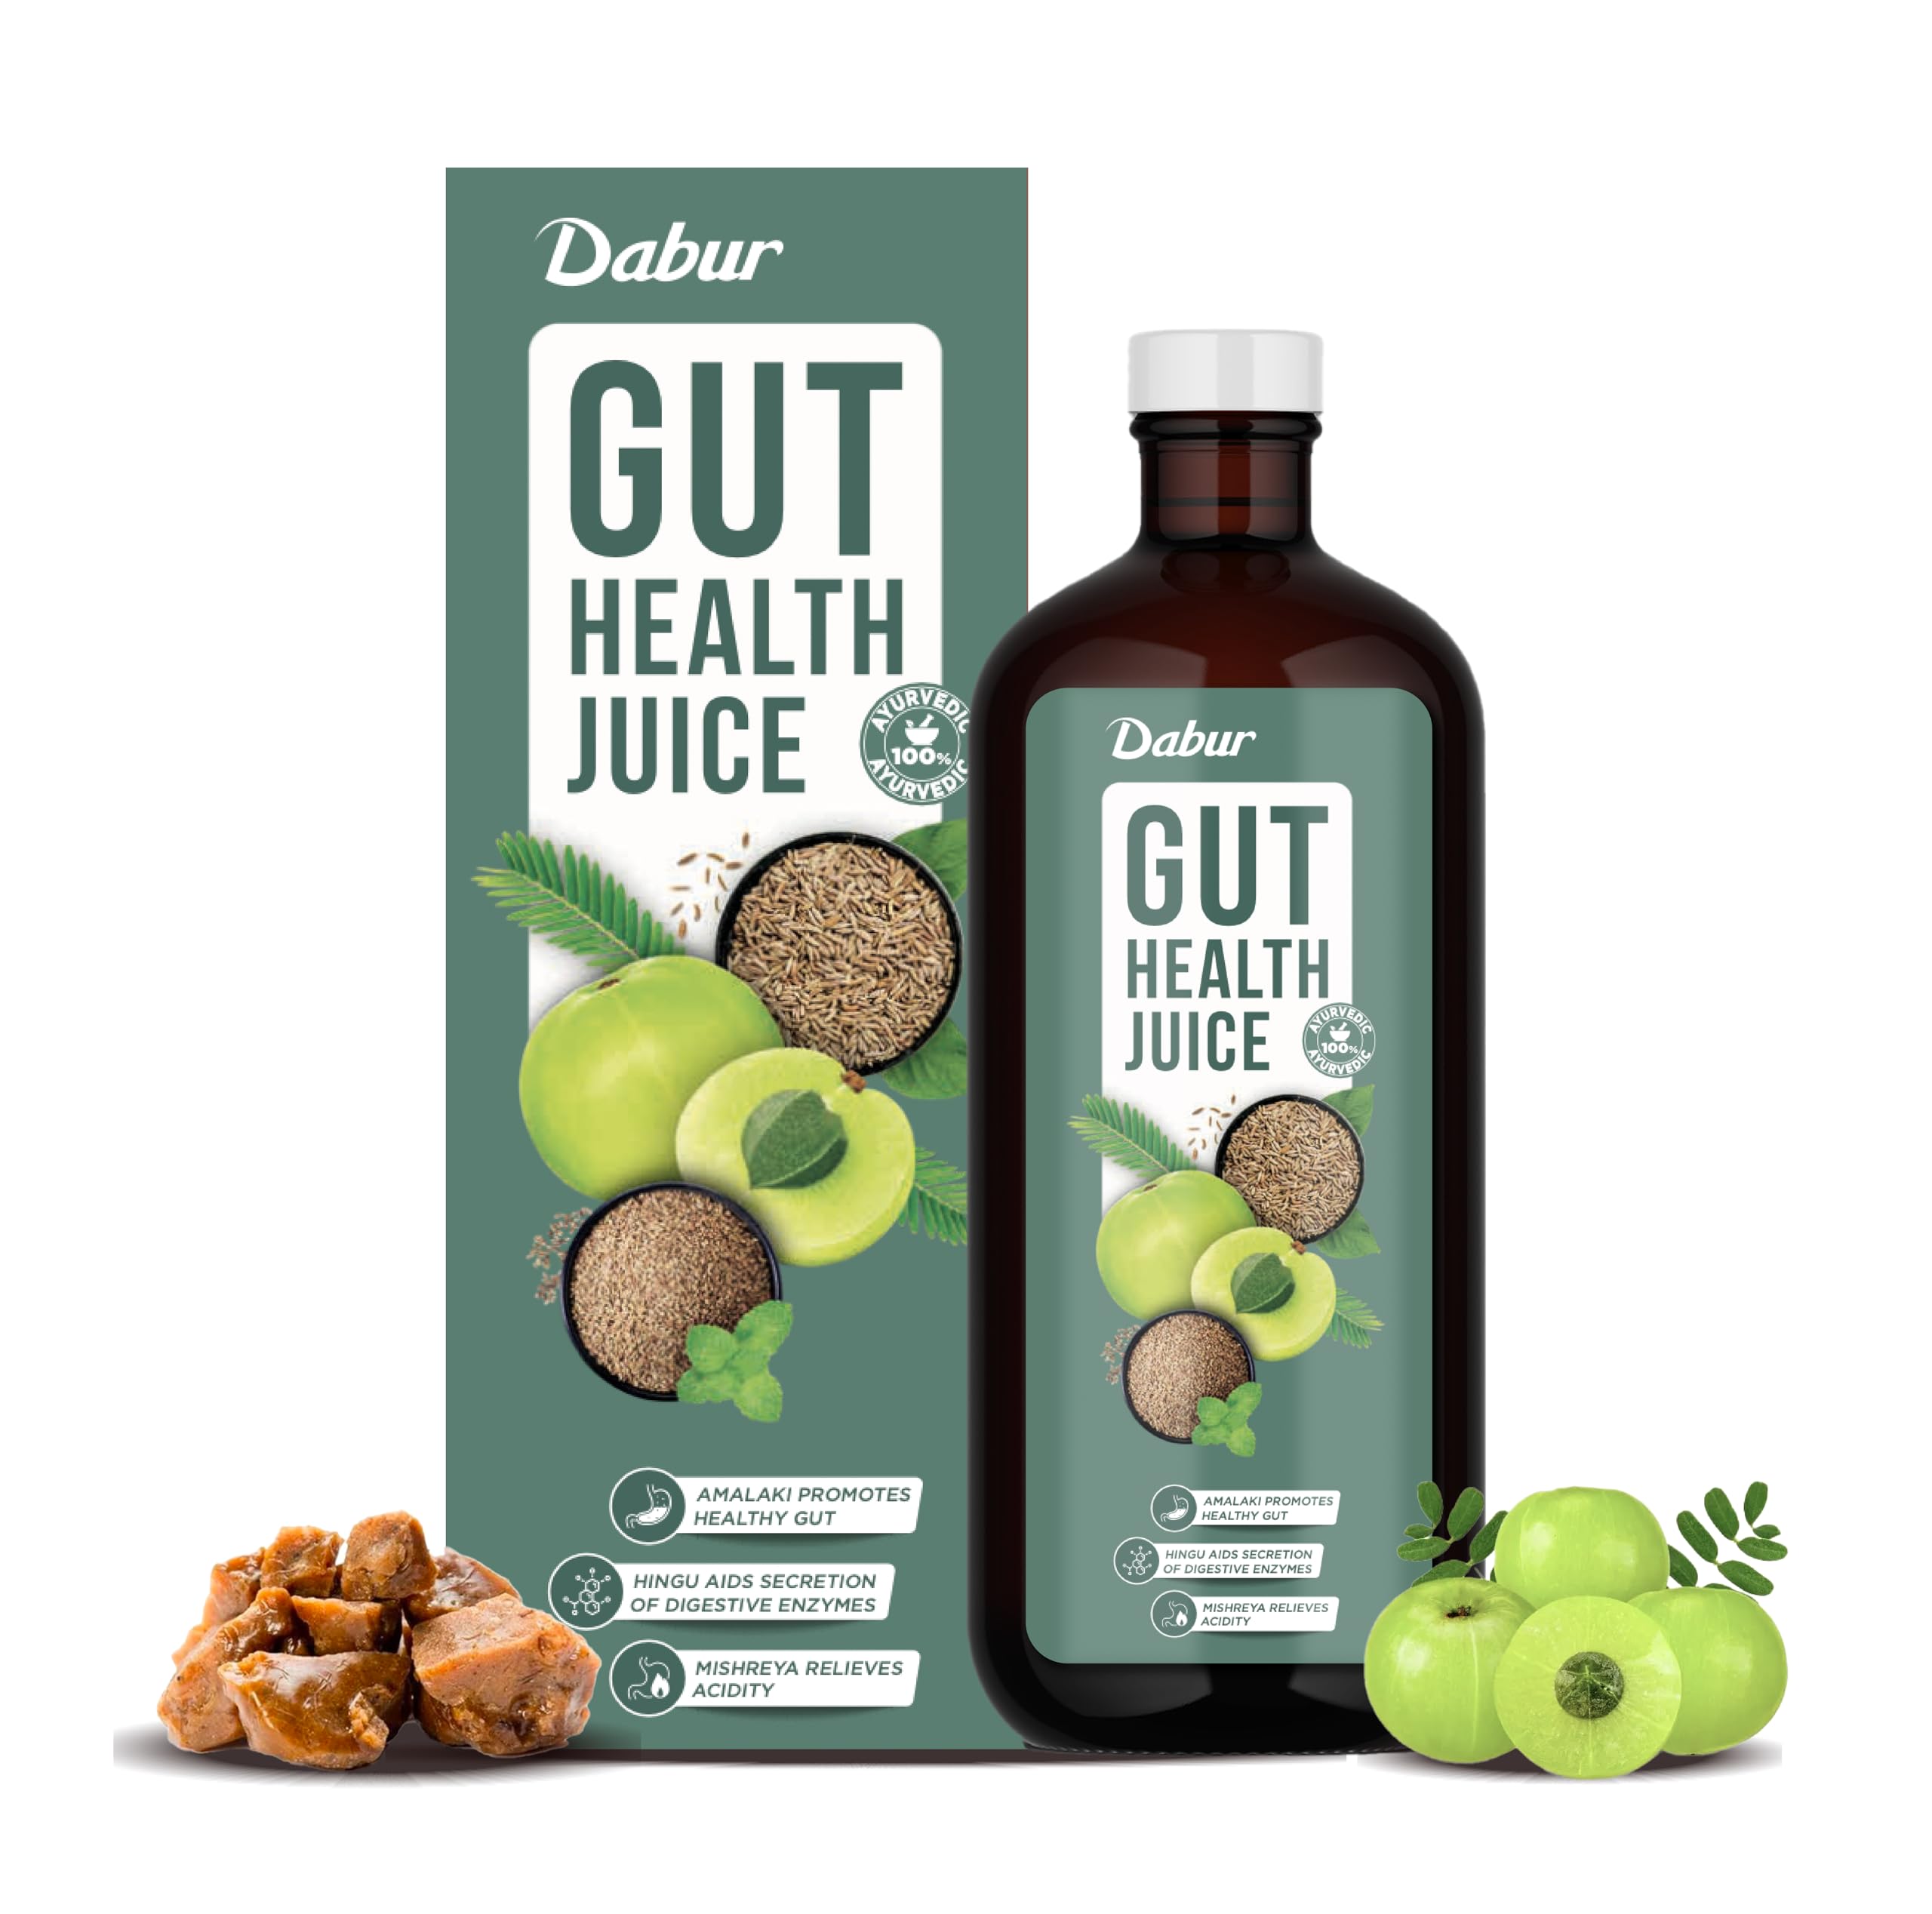 Dabur
GUT
HEALTH
JUICE
AYURVEDIC
100%
AYURVEDIC
AMALAKI PROMOTES
HEALTHY GUT
HINGU AIDS SECRETION
OF DIGESTIVE ENZYMES
MISHREYA RELIEVES
ACIDITY
Dabur
GUT
HEALTH
JUICE
AYURVEDIC
100%
AYURVEDIC
AMALAKI PROMOTES
HEALTHY GUT
HINGU AIDS SECRETION
OF DIGESTIVE ENZYMES
MISHREYA RELIEVES
ACIDITY